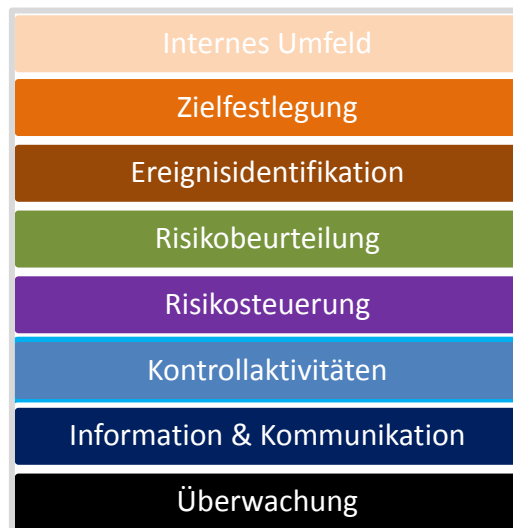 Internes Umfeld
Zielfestlegung
Ereignisidentifikation
Risikobeurteilung
Risikosteuerung
Kontrollaktivitäten
Information & Kommunikation
Überwachung